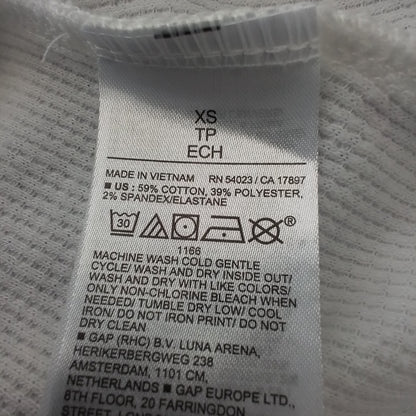 XS
TP
ECH
MADE IN VIETNAM RN 54023 / CA 17897
■ US : 59% COTTON, 39% POLYESTER,
2% SPANDEX/ELASTANE
30 ®
1166
MACHINE WASH COLD GENTLE
CYCLE/ WASH AND DRY INSIDE OUT/
WASH AND DRY WITH LIKE COLORS/
ONLY NON-CHLORINE BLEACH WHEN
NEEDED/ TUMBLE DRY LOW/ COOL
IRON/ DO NOT IRON PRINT/ DO NOT
DRY CLEAN
■ GAP (RHC) B.V. LUNA ARENA,
HERIKERBERGWEG 238
AMSTERDAM, 1101 CM,
NETHERLANDS ■ GAP EUROPE LTD.,
8TH FLOOR, 20 FARRINGDON
STREET,